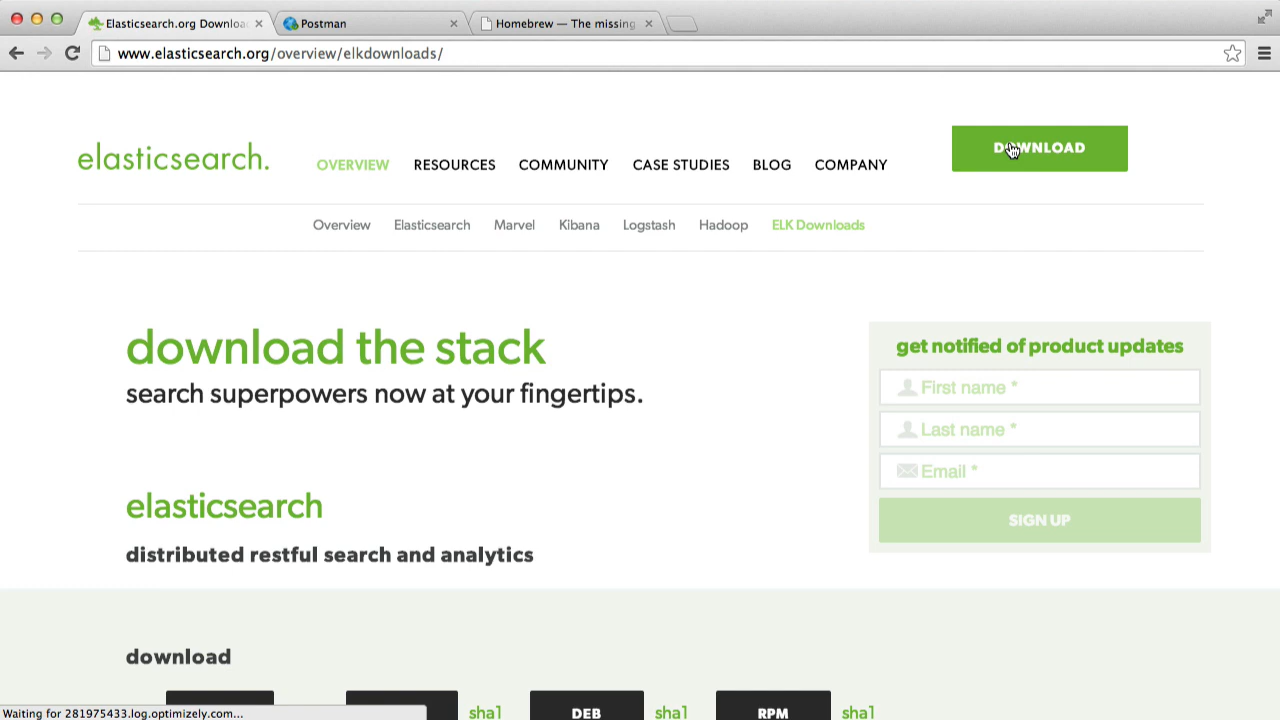 Elasticsearch.org Downloa
Postman
Homebrew — The missing
www.elasticsearch.org/overview/elkdownloads/
elasticsearch.
OVERVIEW RESOURCES COMMUNITY CASE STUDIES BLOG COMPANY
DOWNLOAD
Overview Elasticsearch Marvel Kibana Logstash Hadoop ELK Downloads
download the stack
search superpowers now at your fingertips.
get notified of product updates
First name *
Last name *
Email *
SIGN UP
elasticsearch
distributed restful search and analytics
download
sha1 DEB sha1 RPM sha1
Waiting for 281975433.log.optimizely.com...